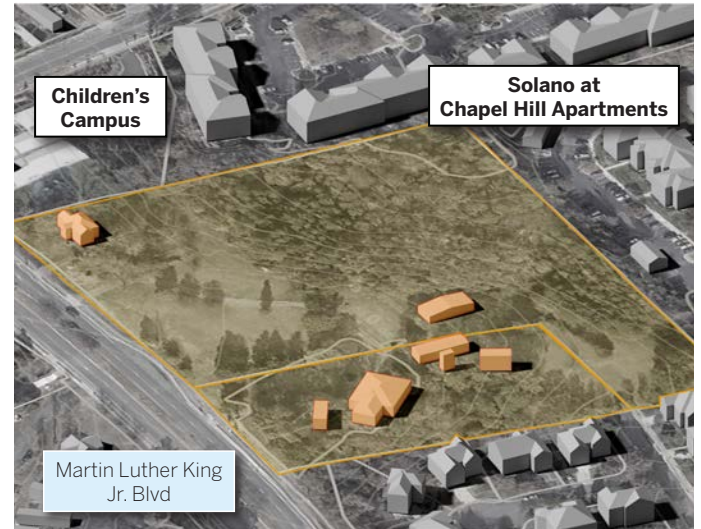 Children's
Campus
Solano at
Chapel Hill Apartments
Martin Luther King
Jr. Blvd